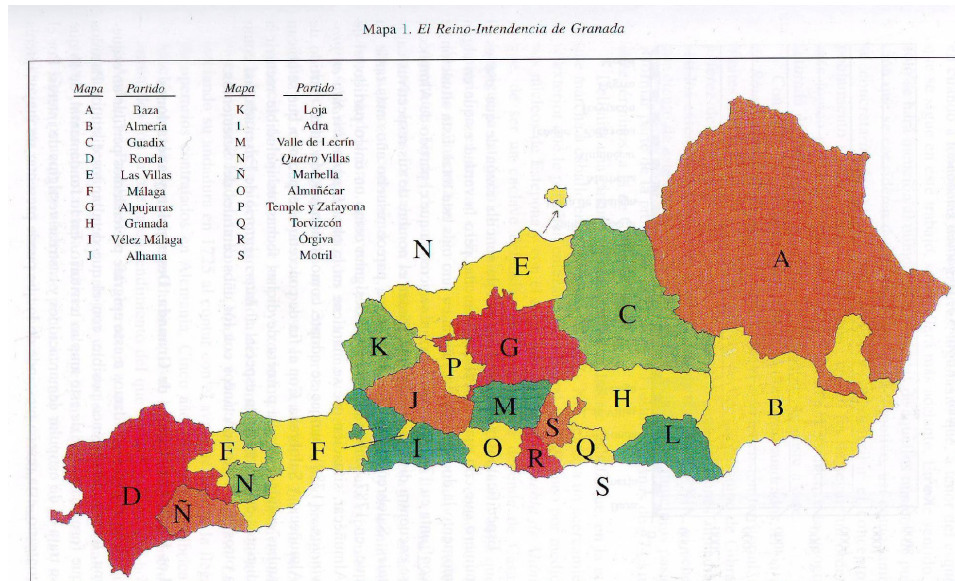 Mapa 1. El Reino-Intendencia de Granada
Mapa Partido Mapa Partido
A Baza K Loja
B Almería L Adra
C Guadix M Valle de Lecrín
D Ronda N Quatro Villas
E Las Villas Ñ Marbella
F Málaga O Almuñécar
G Alpujarras P Temple y Zafayona
H Granada Q Torvizcón
I Vélez Málaga R Órgiva
J Alhama S Motril
N
E
A
C
K
G
P
J
M
H
B
S
L
F
F
I
O
R
Q
N
D
S
Ñ